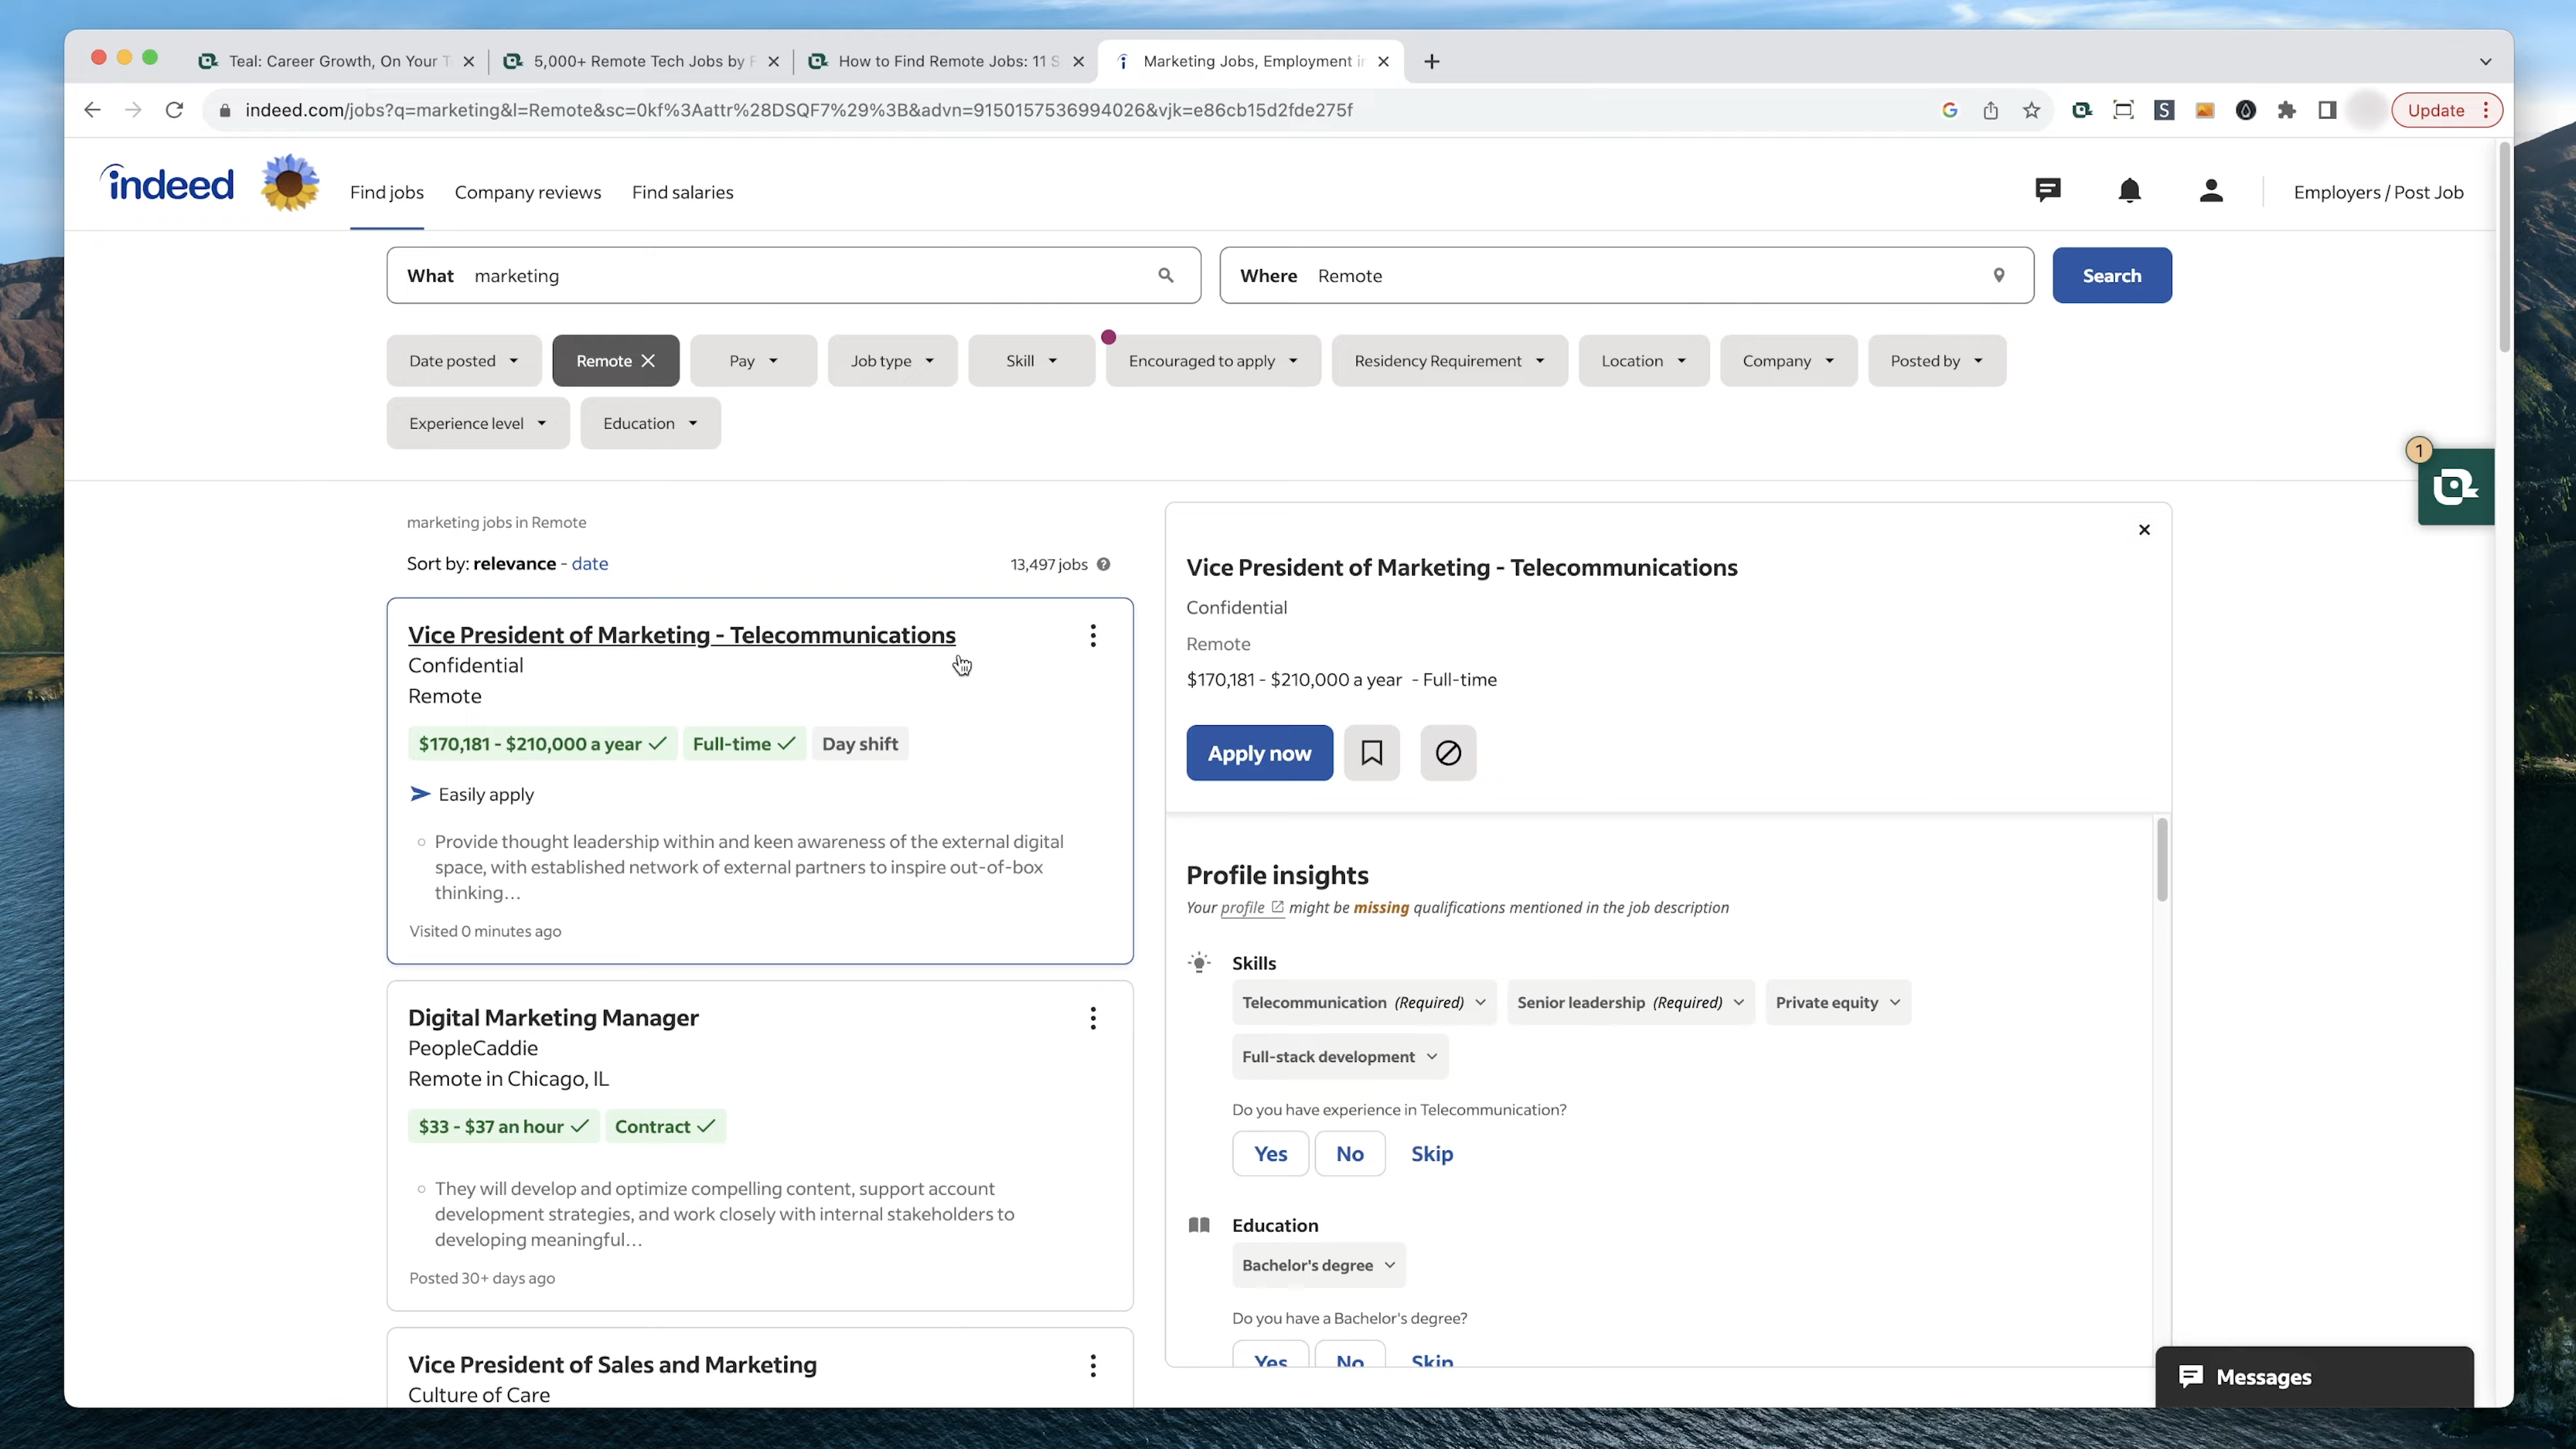 Teal: Career Growth, On Your T
5,000+ Remote Tech Jobs by F
How to Find Remote Jobs: 11 S
Marketing Jobs, Employment in
indeed.com/jobs?q=marketing&l=Remote&sc=0kf%3Aattr%28DSQF7%29%3B&advn=9150157536994026&vjk=e86cb15d2fde275f
Update
indeed
Find jobs
Company reviews
Find salaries
Employers / Post Job
What marketing
Where Remote
Search
Date posted
Remote
Pay
Job type
Skill
Encouraged to apply
Residency Requirement
Location
Company
Posted by
Experience level
Education
1
marketing jobs in Remote
Sort by: relevance - date
13,497 jobs
Vice President of Marketing - Telecommunications
Confidential
Remote
$170,181 - $210,000 a year
Full-time
Day shift
Easily apply
Provide thought leadership within and keen awareness of the external digital
space, with established network of external partners to inspire out-of-box
thinking...
Visited 0 minutes ago
Digital Marketing Manager
PeopleCaddie
Remote in Chicago, IL
$33 - $37 an hour
Contract
They will develop and optimize compelling content, support account
development strategies, and work closely with internal stakeholders to
developing meaningful...
Posted 30+ days ago
Vice President of Sales and Marketing
Culture of Care
Vice President of Marketing - Telecommunications
Confidential
Remote
$170,181 - $210,000 a year - Full-time
Apply now
Profile insights
Your profile might be missing qualifications mentioned in the job description
Skills
Telecommunication (Required)
Senior leadership (Required)
Private equity
Full-stack development
Do you have experience in Telecommunication?
Yes
No
Skip
Education
Bachelor's degree
Do you have a Bachelor's degree?
Yes
No
Skip
Messages